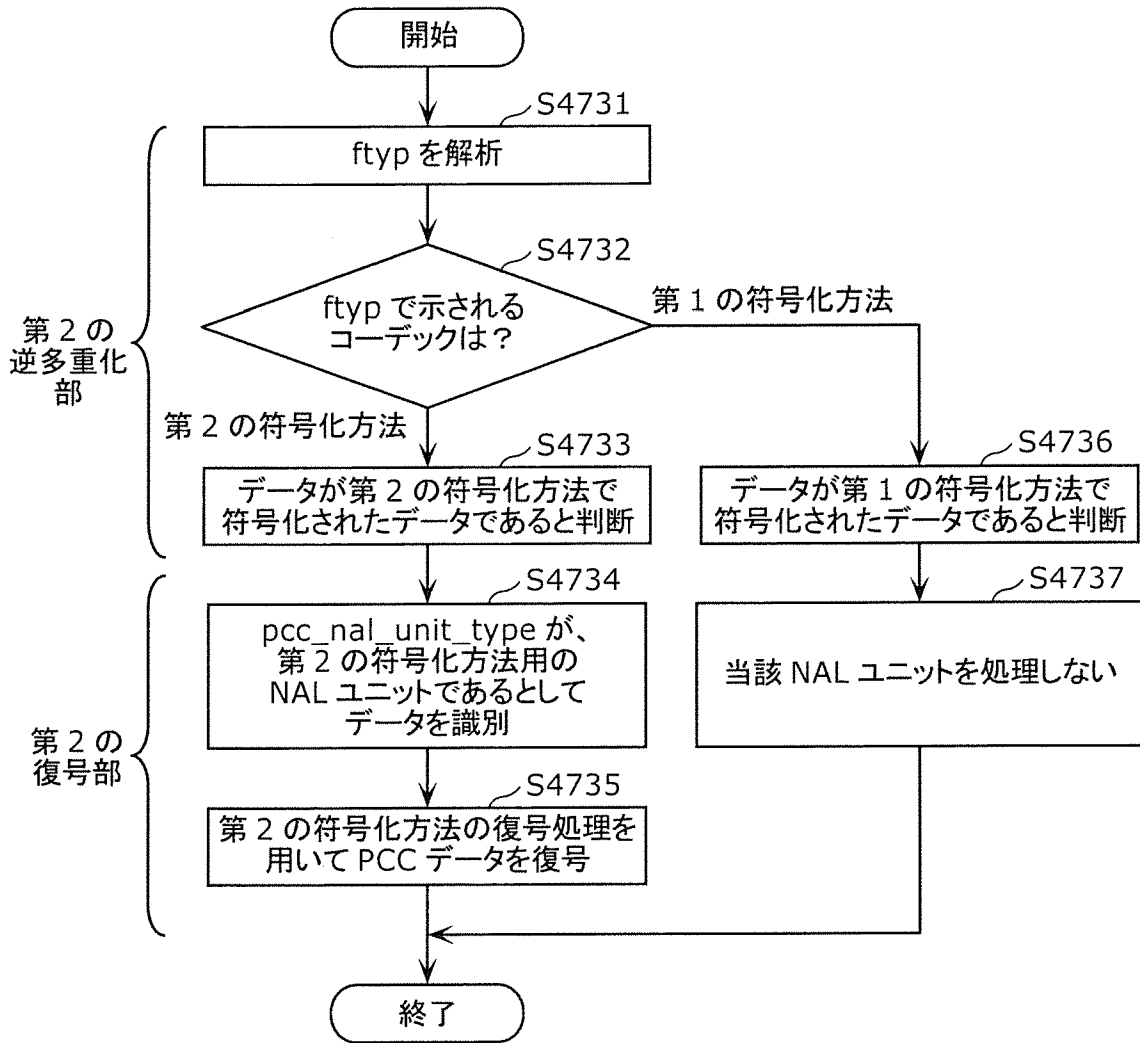 開始
S4731
ftyp を解析
S4732
ftyp で示される
コーデックは？
第 1 の符号化方法
第 2 の
逆多重化
部
第 2 の符号化方法
S4733
データが第 2 の符号化方法で
符号化されたデータであると判断
S4736
データが第 1 の符号化方法で
符号化されたデータであると判断
S4734
pcc_nal_unit_type が、
第 2 の符号化方法用の
NAL ユニットであるとして
データを識別
S4737
当該 NAL ユニットを処理しない
第 2 の
復号部
S4735
第 2 の符号化方法の復号処理を
用いて PCC データを復号
終了